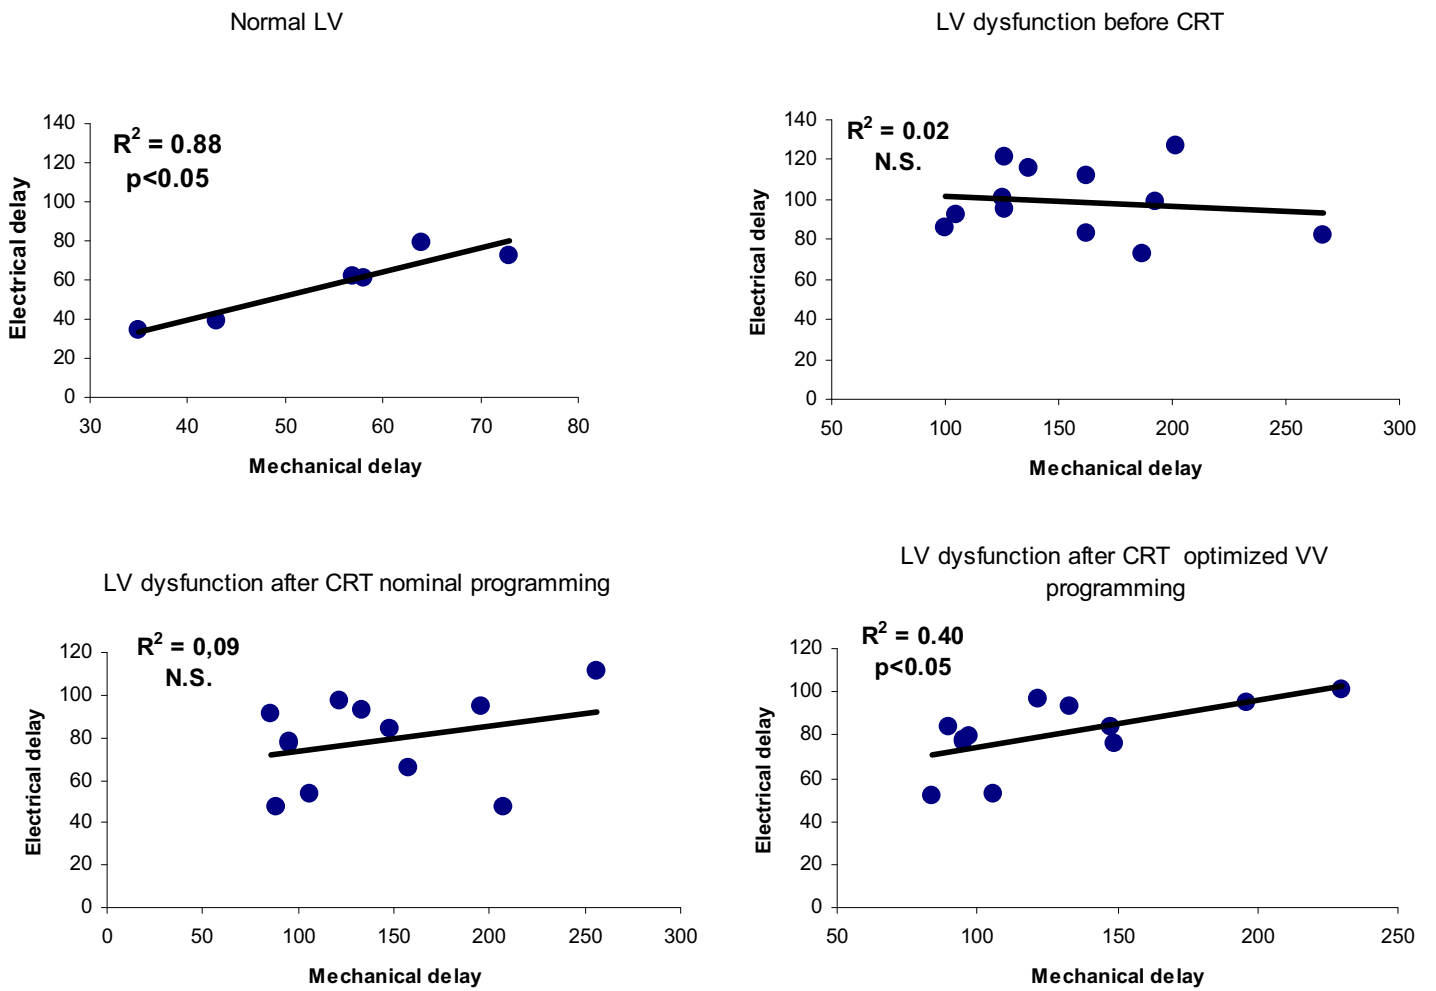 Normal LV
R² = 0.88
p<0.05
140
120
100
80
60
40
20
0
Electrical delay
30 40 50 60 70 80
Mechanical delay
LV dysfunction before CRT
R² = 0.02
N.S.
140
120
100
80
60
40
20
0
Electrical delay
50 100 150 200 250 300
Mechanical delay
LV dysfunction after CRT nominal programming
R² = 0,09
N.S.
120
100
80
60
40
20
0
Electrical delay
0 50 100 150 200 250 300
Mechanical delay
LV dysfunction after CRT optimized VV
programming
R² = 0.40
p<0.05
120
100
80
60
40
20
0
Electrical delay
50 100 150 200 250
Mechanical delay